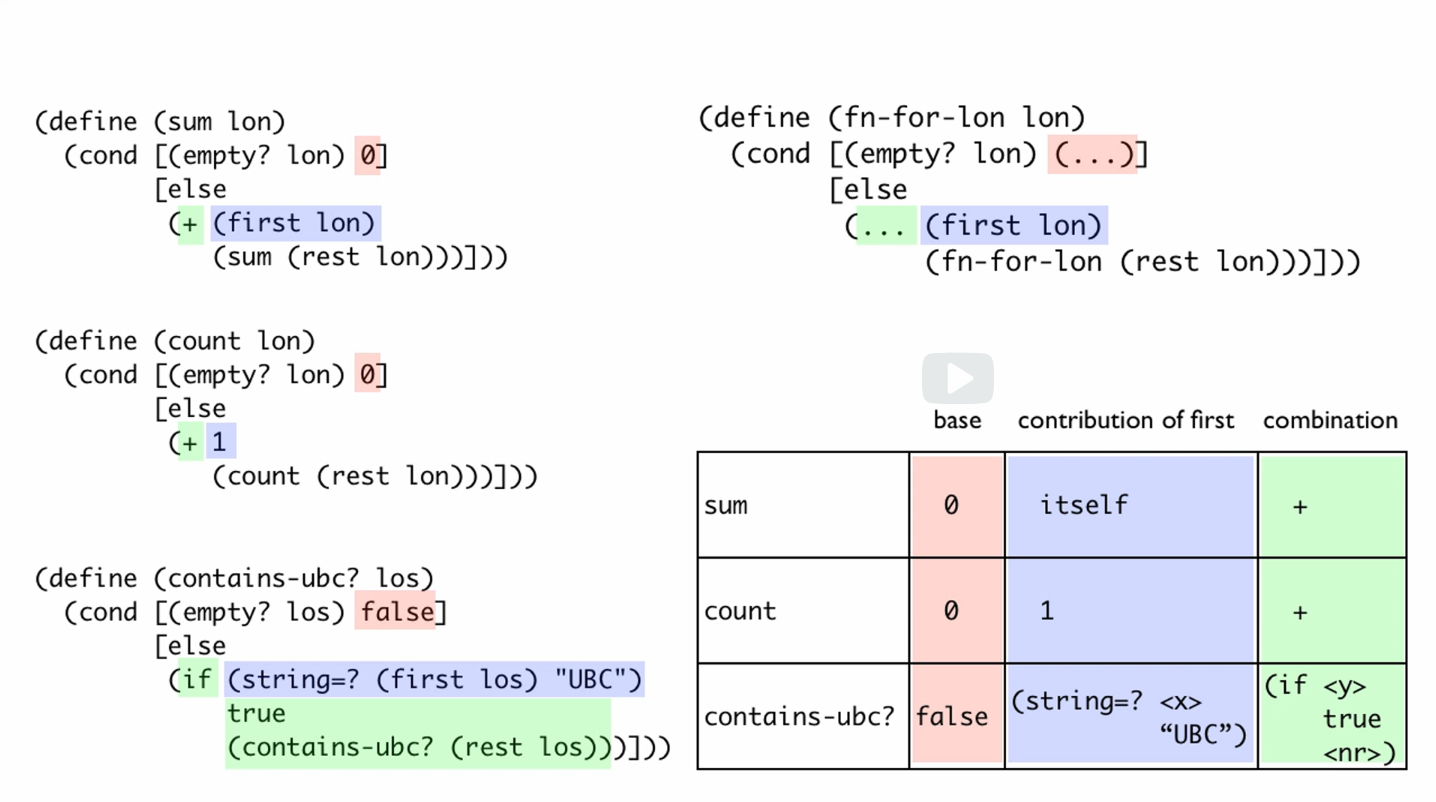 (define (sum lon)
  (cond [(empty? lon) 0]
        [else
         (+ (first lon)
            (sum (rest lon)))]))
(define (count lon)
  (cond [(empty? lon) 0]
        [else
         (+ 1
            (count (rest lon)))]))
(define (contains-ubc? los)
  (cond [(empty? los) false]
        [else
         (if (string=? (first los) "UBC")
             true
             (contains-ubc? (rest los)))]))
(define (fn-for-lon lon)
  (cond [(empty? lon) (...)]
        [else
         (... (first lon)
              (fn-for-lon (rest lon)))]))
base contribution of first combination
sum 0 itself +
count 0 1 +
contains-ubc? false (string=? <x> “UBC”) (if <y> true <nr>)